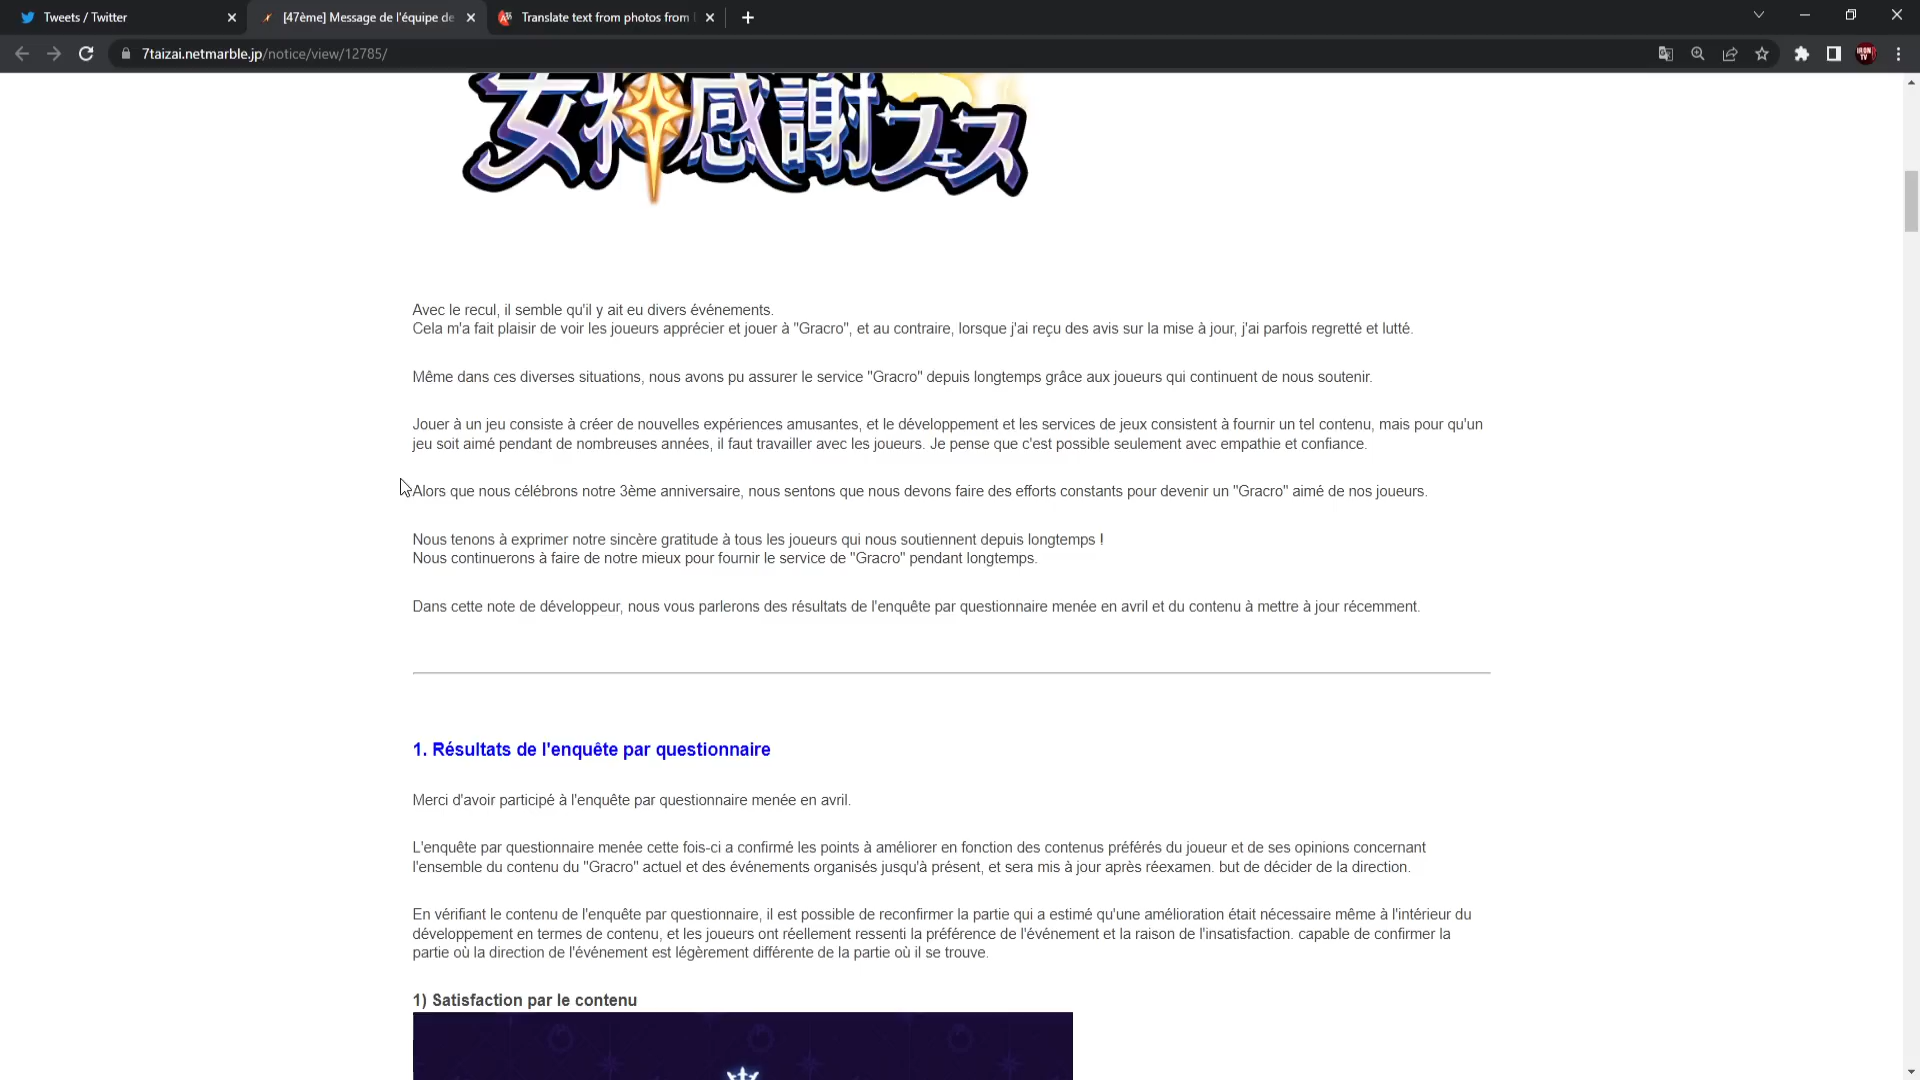 Tweets / Twitter
[47ème] Message de l'équipe de
Translate text from photos from
7taizai.netmarble.jp/notice/view/12785/
IRON TV
女神感謝フェス
Avec le recul, il semble qu'il y ait eu divers événements.
Cela m'a fait plaisir de voir les joueurs apprécier et jouer à "Gracro", et au contraire, lorsque j'ai reçu des avis sur la mise à jour, j'ai parfois regretté et lutté.
Même dans ces diverses situations, nous avons pu assurer le service "Gracro" depuis longtemps grâce aux joueurs qui continuent de nous soutenir.
Jouer à un jeu consiste à créer de nouvelles expériences amusantes, et le développement et les services de jeux consistent à fournir un tel contenu, mais pour qu'un
jeu soit aimé pendant de nombreuses années, il faut travailler avec les joueurs. Je pense que c'est possible seulement avec empathie et confiance.
Alors que nous célébrons notre 3ème anniversaire, nous sentons que nous devons faire des efforts constants pour devenir un "Gracro" aimé de nos joueurs.
Nous tenons à exprimer notre sincère gratitude à tous les joueurs qui nous soutiennent depuis longtemps !
Nous continuerons à faire de notre mieux pour fournir le service de "Gracro" pendant longtemps.
Dans cette note de développeur, nous vous parlerons des résultats de l'enquête par questionnaire menée en avril et du contenu à mettre à jour récemment.
1. Résultats de l'enquête par questionnaire
Merci d'avoir participé à l'enquête par questionnaire menée en avril.
L'enquête par questionnaire menée cette fois-ci a confirmé les points à améliorer en fonction des contenus préférés du joueur et de ses opinions concernant
l'ensemble du contenu du "Gracro" actuel et des événements organisés jusqu'à présent, et sera mis à jour après réexamen. but de décider de la direction.
En vérifiant le contenu de l'enquête par questionnaire, il est possible de reconfirmer la partie qui a estimé qu'une amélioration était nécessaire même à l'intérieur du
développement en termes de contenu, et les joueurs ont réellement ressenti la préférence de l'événement et la raison de l'insatisfaction. capable de confirmer la
partie où la direction de l'événement est légèrement différente de la partie où il se trouve.
1) Satisfaction par le contenu